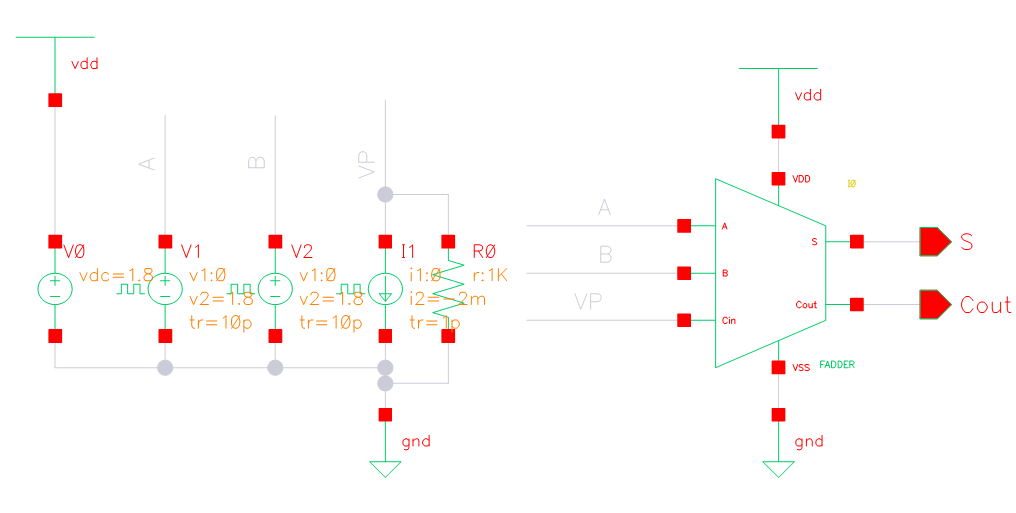 vdd
A
B
VP
V0
vdc=1.8
V1
v1:0
v2=1.8
tr=10p
V2
v1:0
v2=1.8
tr=10p
I1
i1:0
i2=-2m
tr=1p
R0
r:1K
gnd
A
B
VP
vdd
VDD
I0
A
B
Cin
S
Cout
VSS
FADDER
gnd
S
Cout